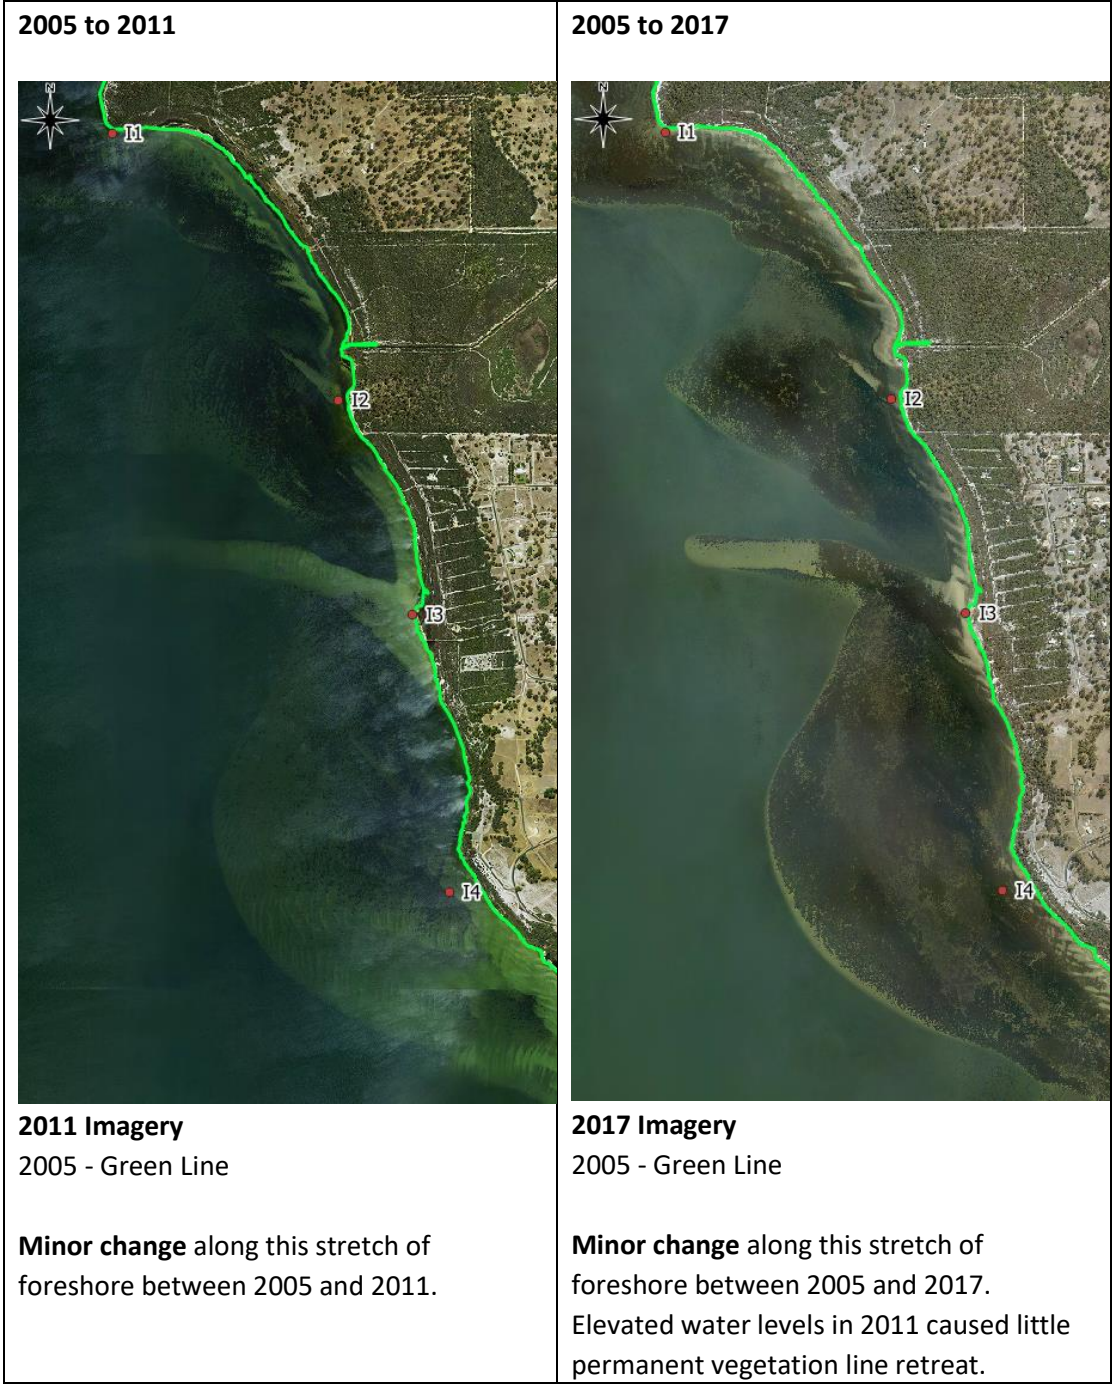 2005 to 2011
N
I1
I2
I3
I4
2011 Imagery
2005 - Green Line
Minor change along this stretch of
foreshore between 2005 and 2011.
2005 to 2017
N
I1
I2
I3
I4
2017 Imagery
2005 - Green Line
Minor change along this stretch of
foreshore between 2005 and 2017.
Elevated water levels in 2011 caused little
permanent vegetation line retreat.